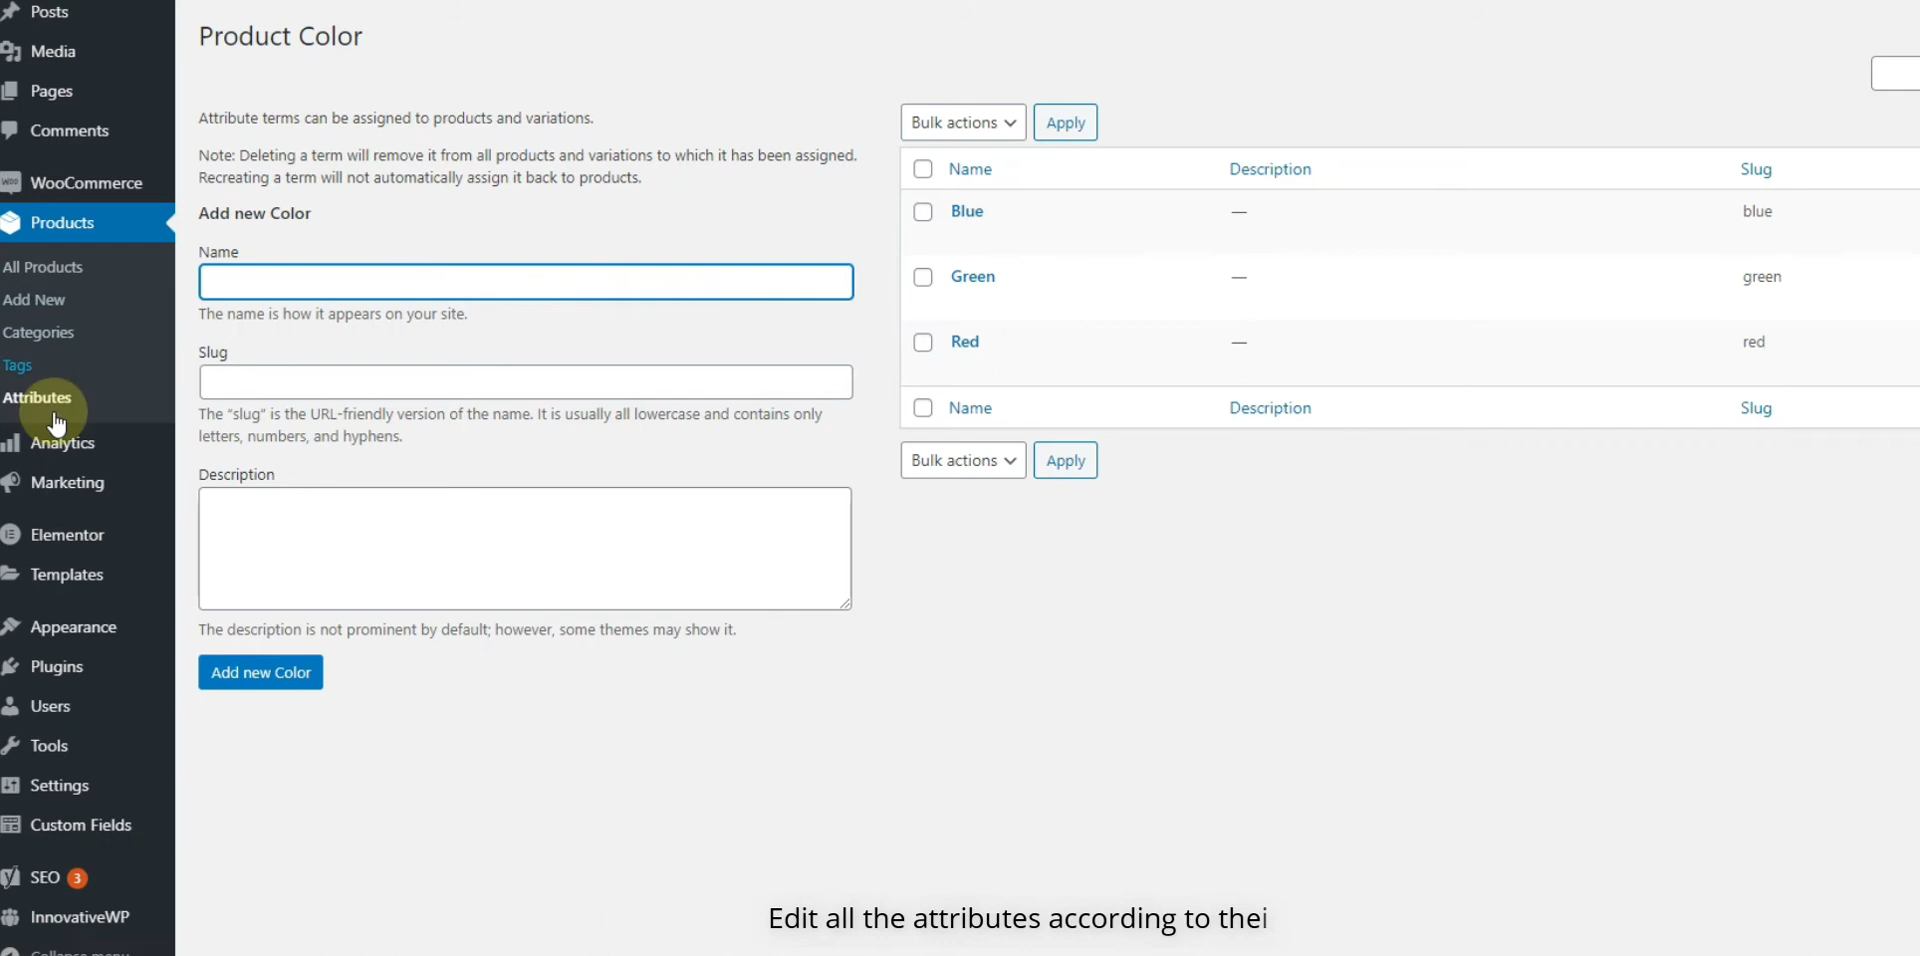 Posts
Media
Pages
Comments
WOO WooCommerce
Products
All Products
Add New
Categories
Tags
Attributes
Analytics
Marketing
Elementor
Templates
Appearance
Plugins
Users
Tools
Settings
Custom Fields
SEO 3
InnovativeWP
Collapse menu
Product Color
Attribute terms can be assigned to products and variations.
Note: Deleting a term will remove it from all products and variations to which it has been assigned.
Recreating a term will not automatically assign it back to products.
Add new Color
Name
The name is how it appears on your site.
Slug
The “slug” is the URL-friendly version of the name. It is usually all lowercase and contains only
letters, numbers, and hyphens.
Description
The description is not prominent by default; however, some themes may show it.
Add new Color
Bulk actions Apply
Name Description Slug
Blue — blue
Green — green
Red — red
Name Description Slug
Bulk actions Apply
Edit all the attributes according to thei